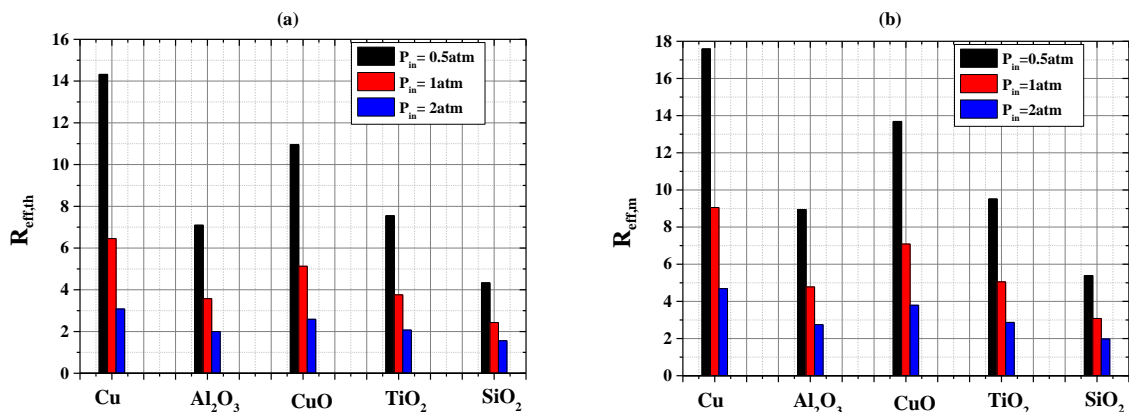 (a)
16
14
12
10
8
6
4
2
0
R_eff,th
P_in= 0.5atm
P_in= 1atm
P_in= 2atm
Cu
Al₂O₃
CuO
TiO₂
SiO₂
(b)
18
16
14
12
10
8
6
4
2
0
R_eff,m
P_in=0.5atm
P_in=1atm
P_in=2atm
Cu
Al₂O₃
CuO
TiO₂
SiO₂